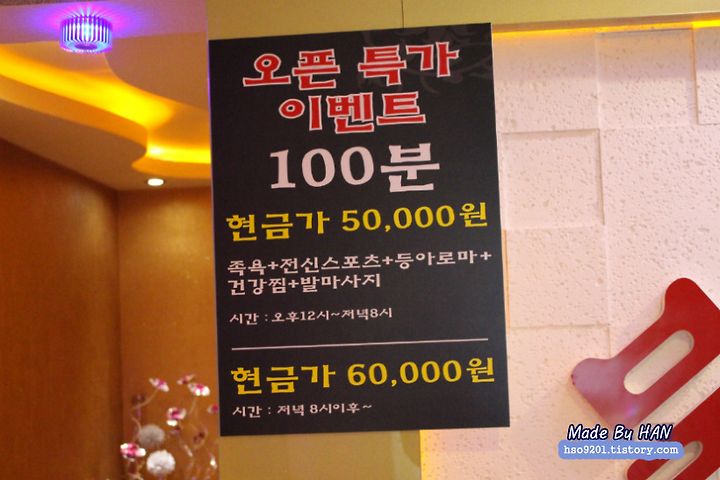 오픈 특가
이벤트
100분
현금가 50,000원
족욕+전신스포츠+등아로마+
건강찜+발마사지
시간 : 오후12시~저녁8시
현금가 60,000원
시간 : 저녁 8시이후~
Made By HAN
hso9201.tistory.com